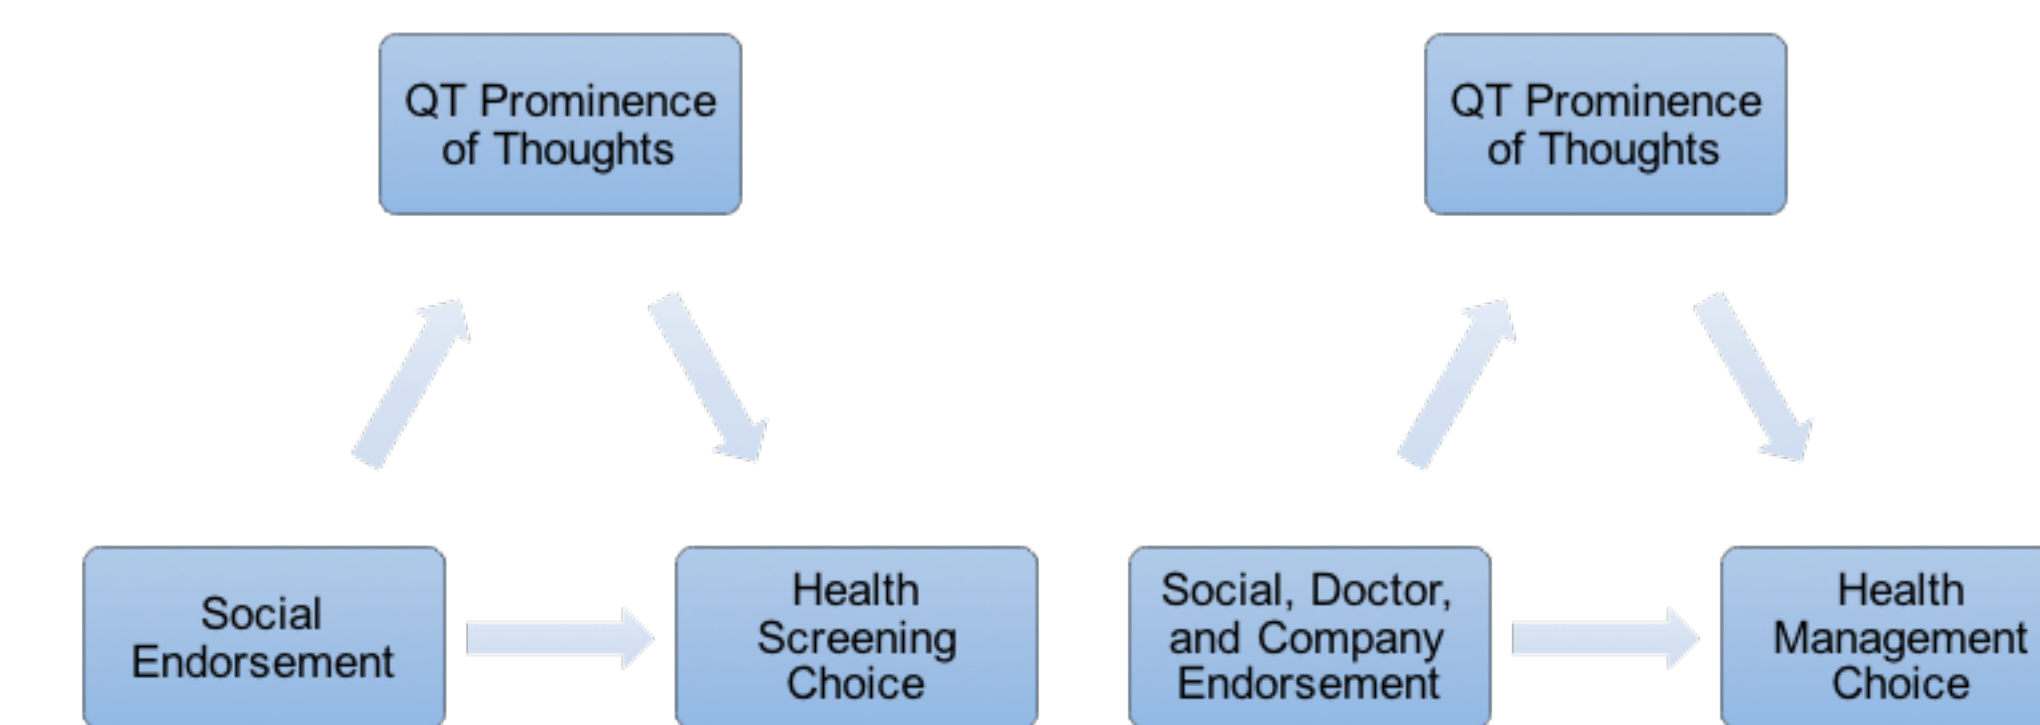 QT Prominence
of Thoughts
Social
Endorsement
Health
Screening
Choice
QT Prominence
of Thoughts
Social, Doctor,
and Company
Endorsement
Health
Management
Choice